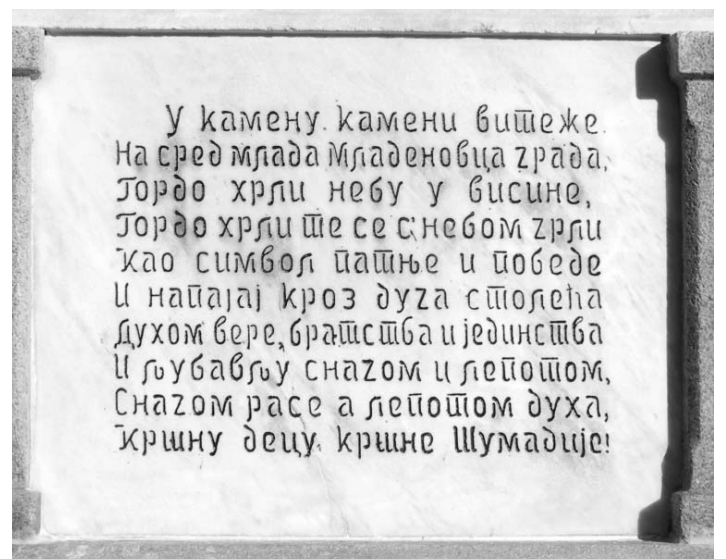 У камену. камени витеже.
На сред млада Младеновца града,
Гордо хрли небу у висине,
Гордо хрли те се с' небом грли
Као символ патње и победе
И напајај кроз дуга столећа
Духом вере, братства и јединства
И љубављу снагом и лепотом,
Снагом расе а лепотом духа,
Кршну децу кршне Шумадије!